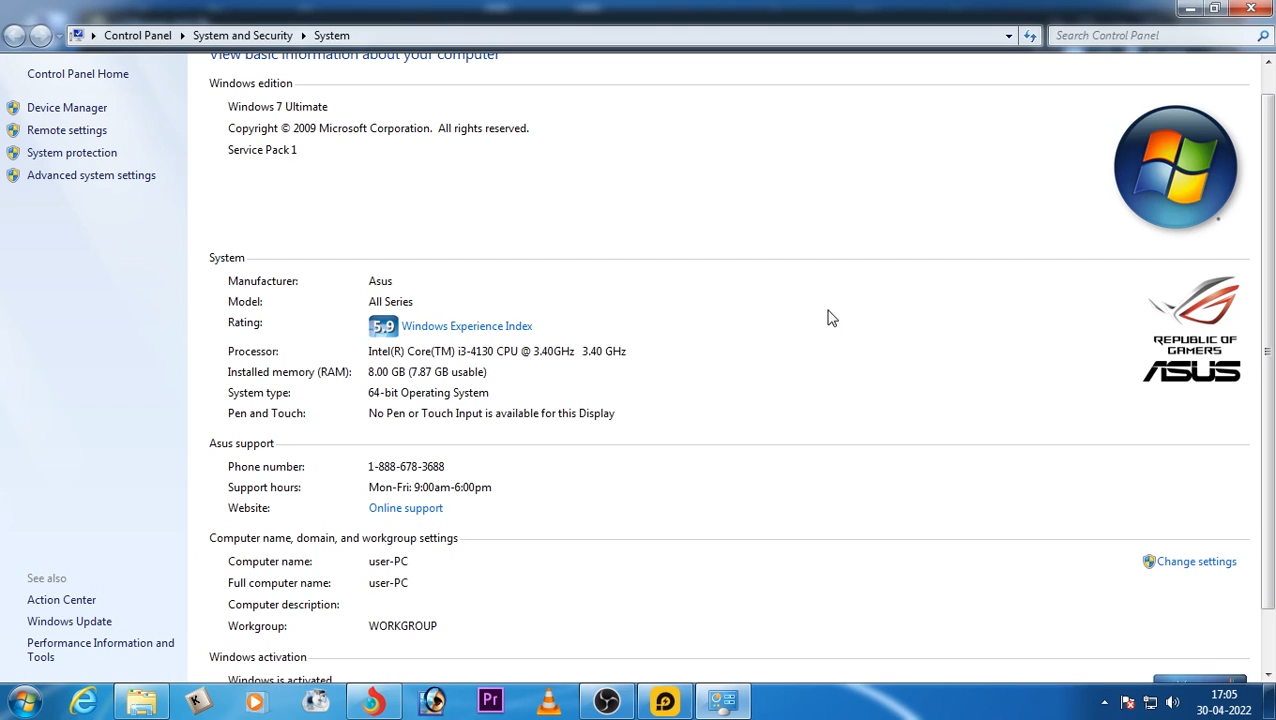 Control Panel
System and Security
System
Search Control Panel
Control Panel Home
Device Manager
Remote settings
System protection
Advanced system settings
See also
Action Center
Windows Update
Performance Information and
Tools
View basic information about your computer
Windows edition
Windows 7 Ultimate
Copyright © 2009 Microsoft Corporation. All rights reserved.
Service Pack 1
System
Manufacturer: Asus
Model: All Series
Rating: 5.9 Windows Experience Index
Processor: Intel(R) Core(TM) i3-4130 CPU @ 3.40GHz 3.40 GHz
Installed memory (RAM): 8.00 GB (7.87 GB usable)
System type: 64-bit Operating System
Pen and Touch: No Pen or Touch Input is available for this Display
REPUBLIC OF
GAMERS
ASUS
Asus support
Phone number: 1-888-678-3688
Support hours: Mon-Fri: 9:00am-6:00pm
Website: Online support
Computer name, domain, and workgroup settings
Computer name: user-PC
Change settings
Full computer name: user-PC
Computer description:
Workgroup: WORKGROUP
Windows activation
Windows is activated
K
Pr
17:05
30-04-2022